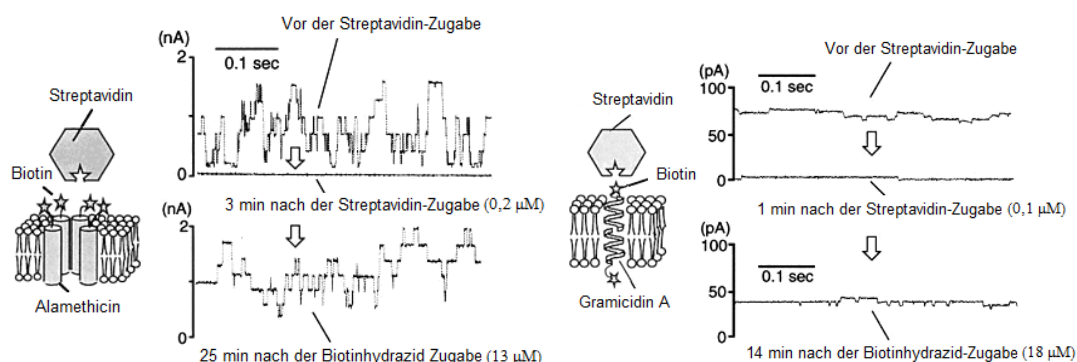 Vor der Streptavidin-Zugabe
(nA)
2
0.1 sec
Streptavidin
Biotin
0
3 min nach der Streptavidin-Zugabe (0,2 µM)
(nA)
2
0
Alamethicin
25 min nach der Biotinhydrazid-Zugabe (13 µM)
Vor der Streptavidin-Zugabe
(pA)
100
0.1 sec
50
0
Streptavidin
Biotin
1 min nach der Streptavidin-Zugabe (0,1 µM)
(pA)
100
0.1 sec
50
0
Gramicidin A
14 min nach der Biotinhydrazid-Zugabe (18 µM)